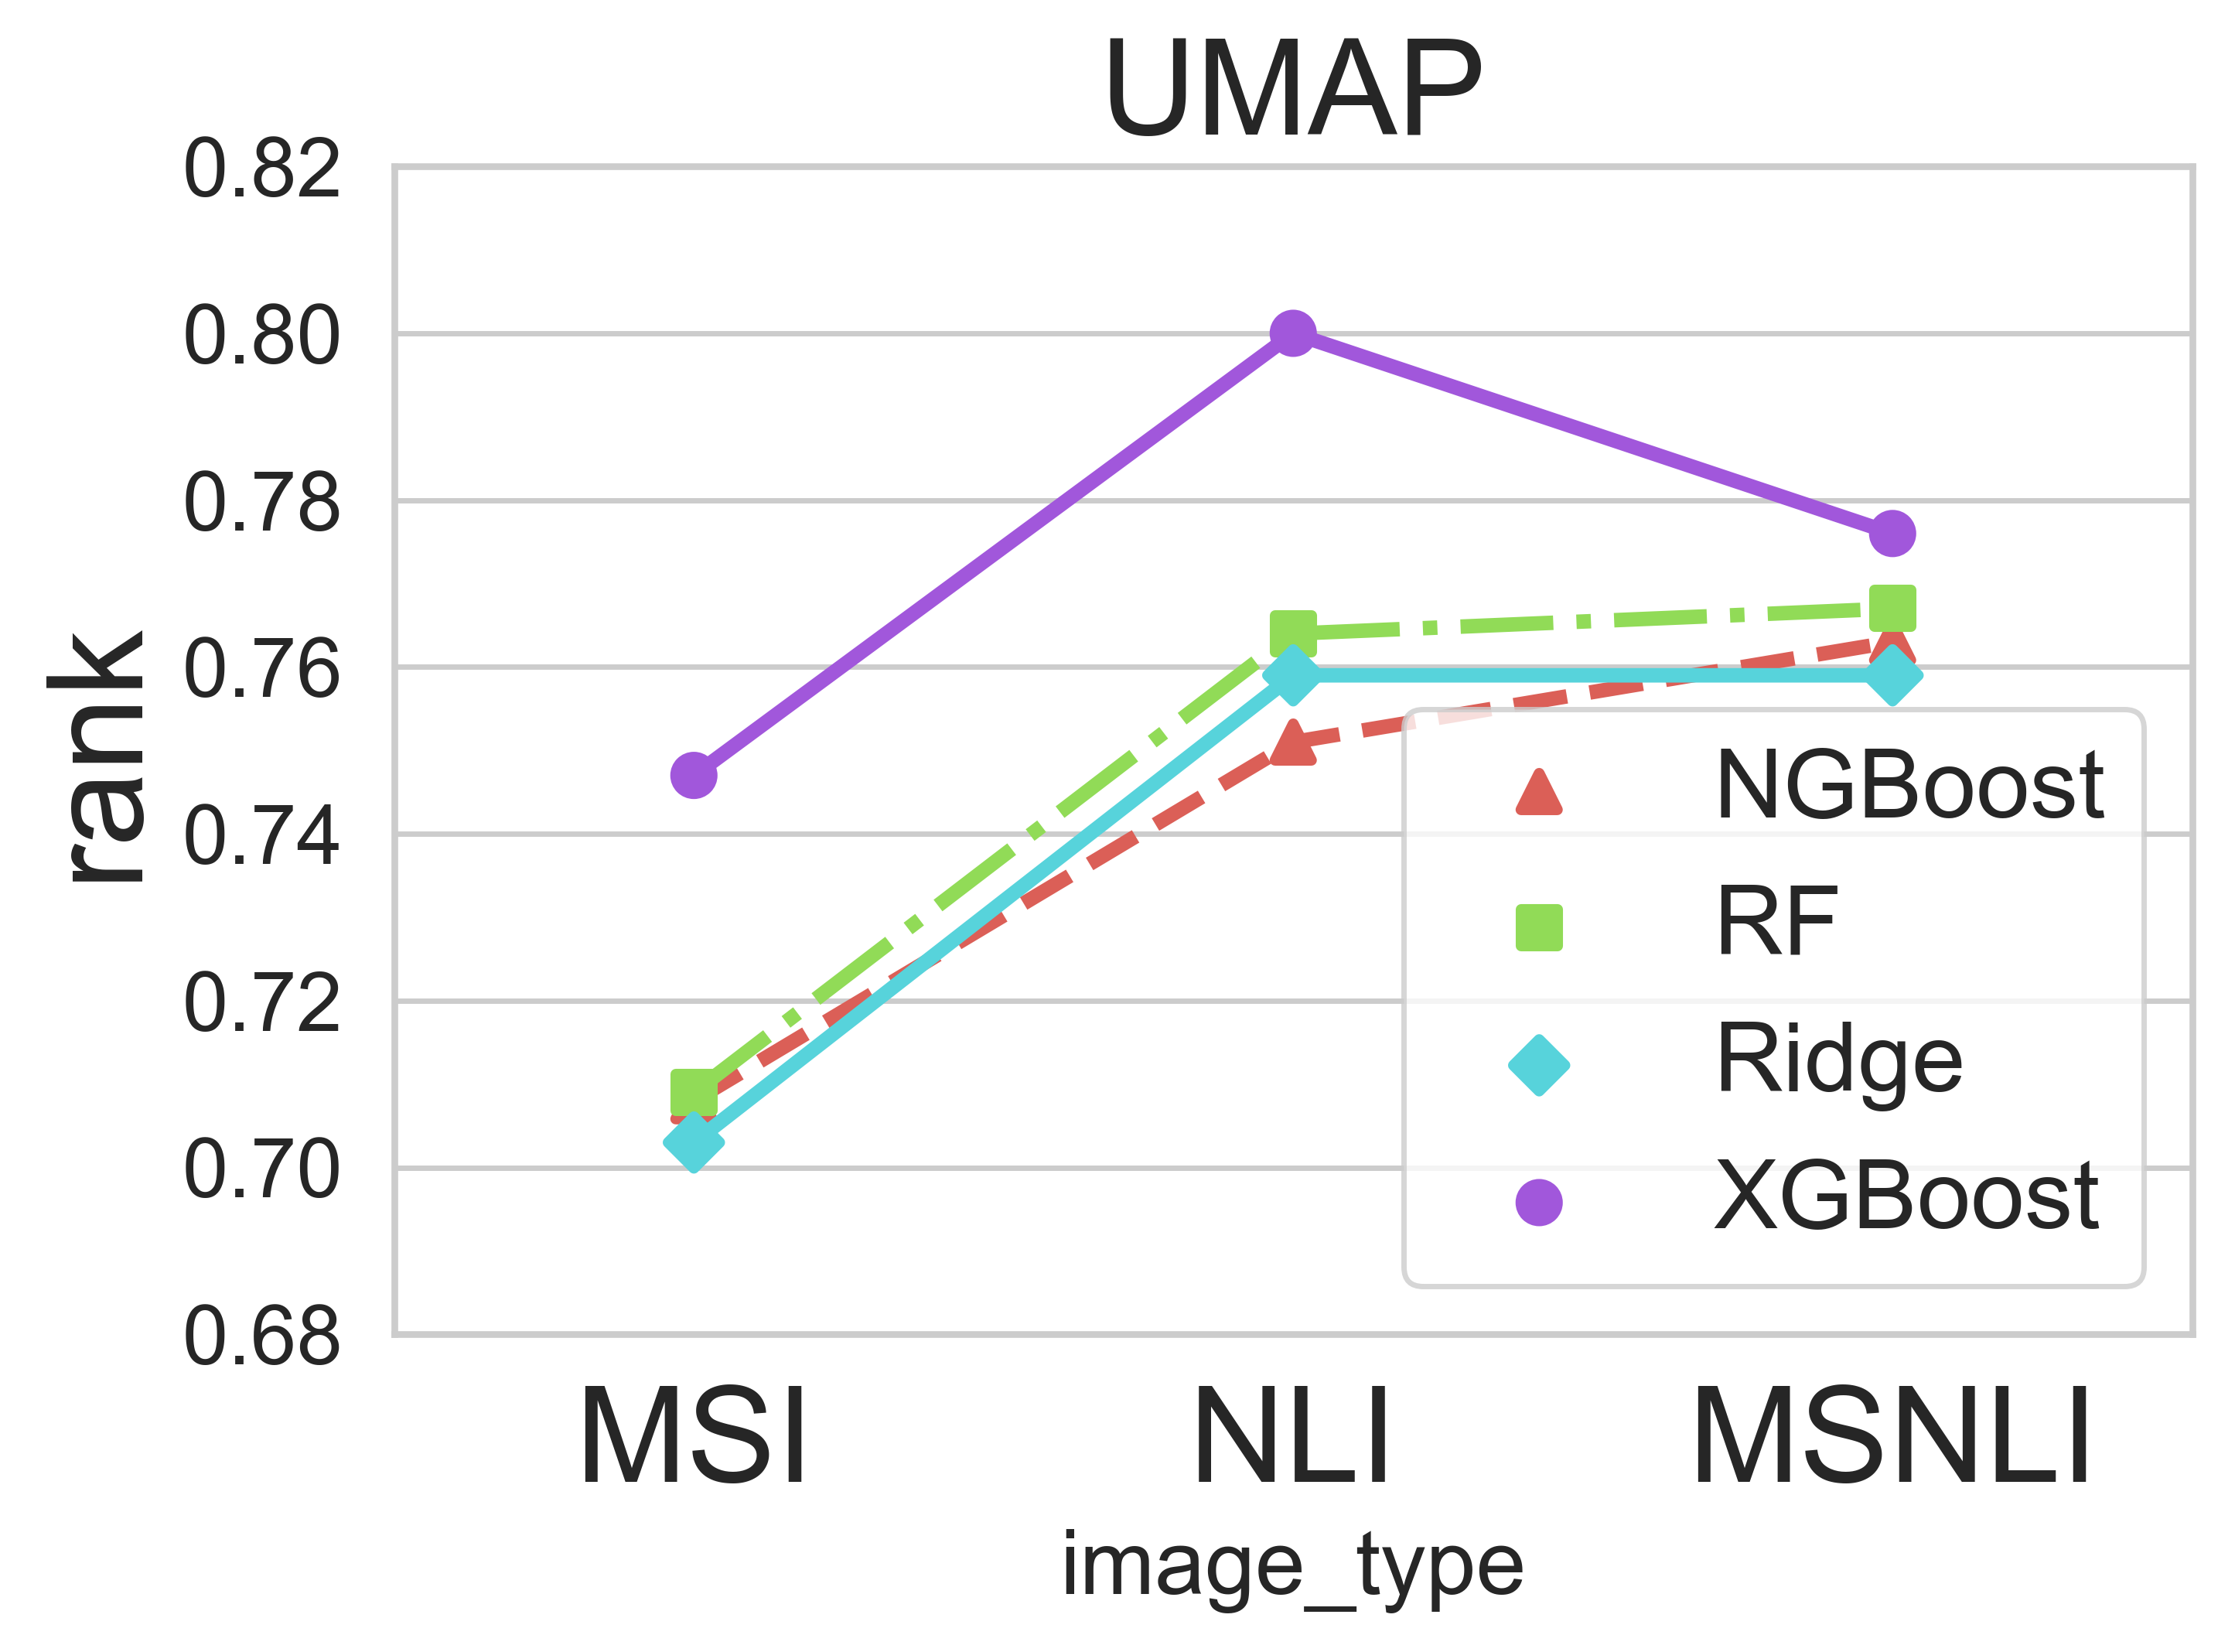 UMAP
0.82
0.80
0.78
0.76
0.74
0.72
0.70
0.68
rank
NGBoost
RF
Ridge
XGBoost
MSI NLI MSNLI
image_type